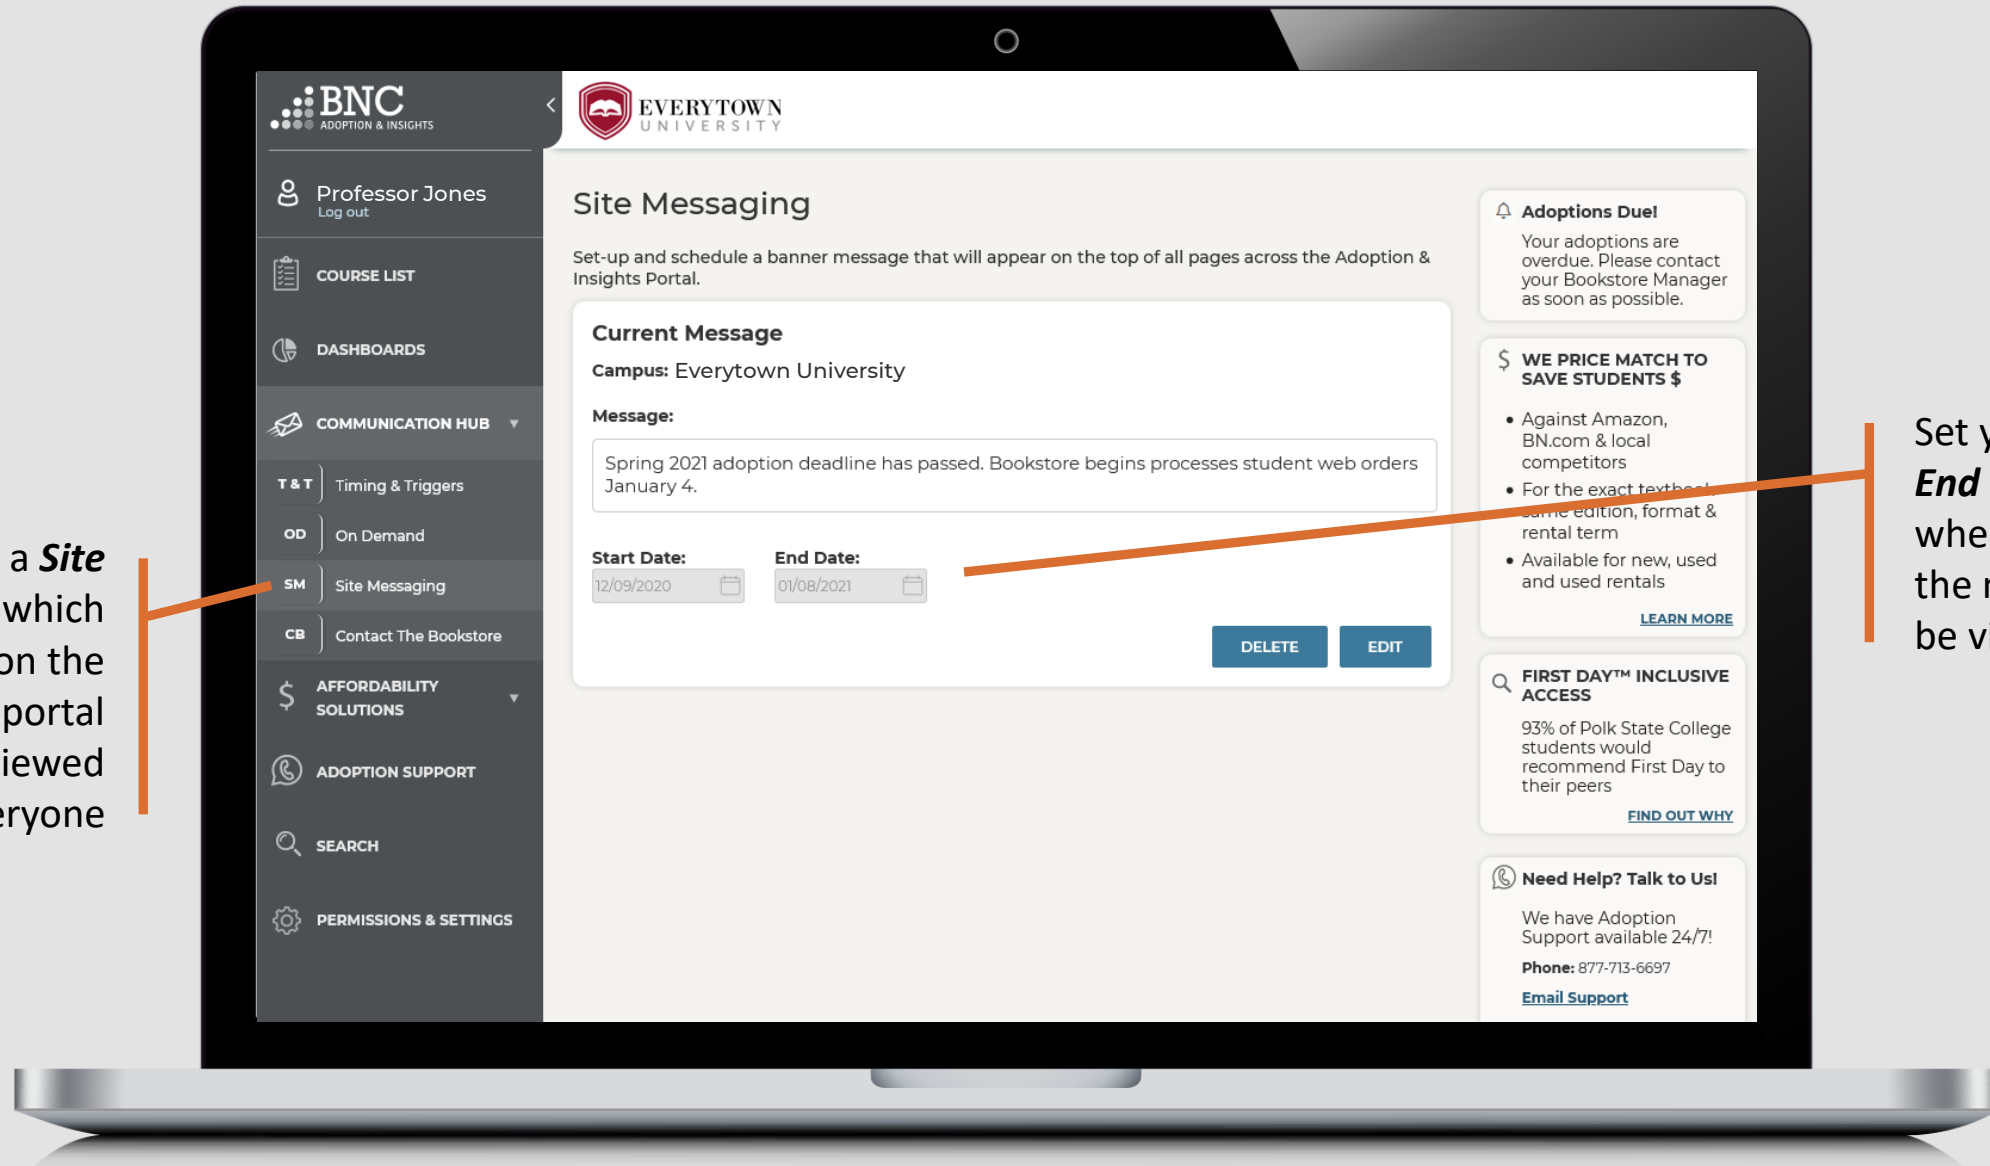 BNC
ADOPTION & INSIGHTS
Professor Jones
Log out
COURSE LIST
DASHBOARDS
COMMUNICATION HUB
T & T Timing & Triggers
OD On Demand
SM Site Messaging
CB Contact The Bookstore
AFFORDABILITY
SOLUTIONS
ADOPTION SUPPORT
SEARCH
PERMISSIONS & SETTINGS
EVERYTOWN
UNIVERSITY
Site Messaging
Set-up and schedule a banner message that will appear on the top of all pages across the Adoption &
Insights Portal.
Current Message
Campus: Everytown University
Message:
Spring 2021 adoption deadline has passed. Bookstore begins processes student web orders
January 4.
Start Date: End Date:
12/09/2020 01/08/2021
DELETE EDIT
Adoptions Due!
Your adoptions are
overdue. Please contact
your Bookstore Manager
as soon as possible.
$ WE PRICE MATCH TO
SAVE STUDENTS $
• Against Amazon,
BN.com & local
competitors
• For the exact textbook,
same edition, format &
rental term
• Available for new, used
and used rentals
LEARN MORE
FIRST DAY™ INCLUSIVE
ACCESS
93% of Polk State College
students would
recommend First Day to
their peers
FIND OUT WHY
Need Help? Talk to Us!
We have Adoption
Support available 24/7!
Phone: 877-713-6697
Email Support
a Site
which
on the
portal
Set
End
the
be